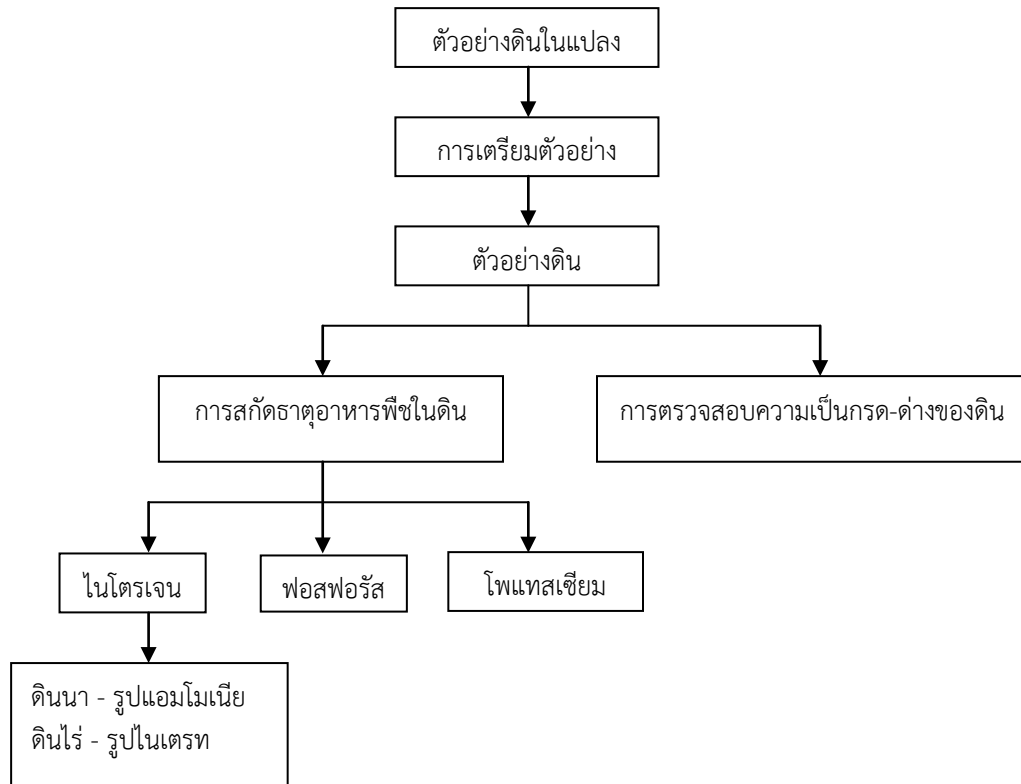 ตัวอย่างดินในแปลง
การเตรียมตัวอย่าง
ตัวอย่างดิน
การสกัดธาตุอาหารพืชในดิน
การตรวจสอบความเป็นกรด-ด่างของดิน
ไนโตรเจน
ฟอสฟอรัส
โพแทสเซียม
ดินนา - รูปแอมโมเนีย
ดินไร่ - รูปไนเตรท